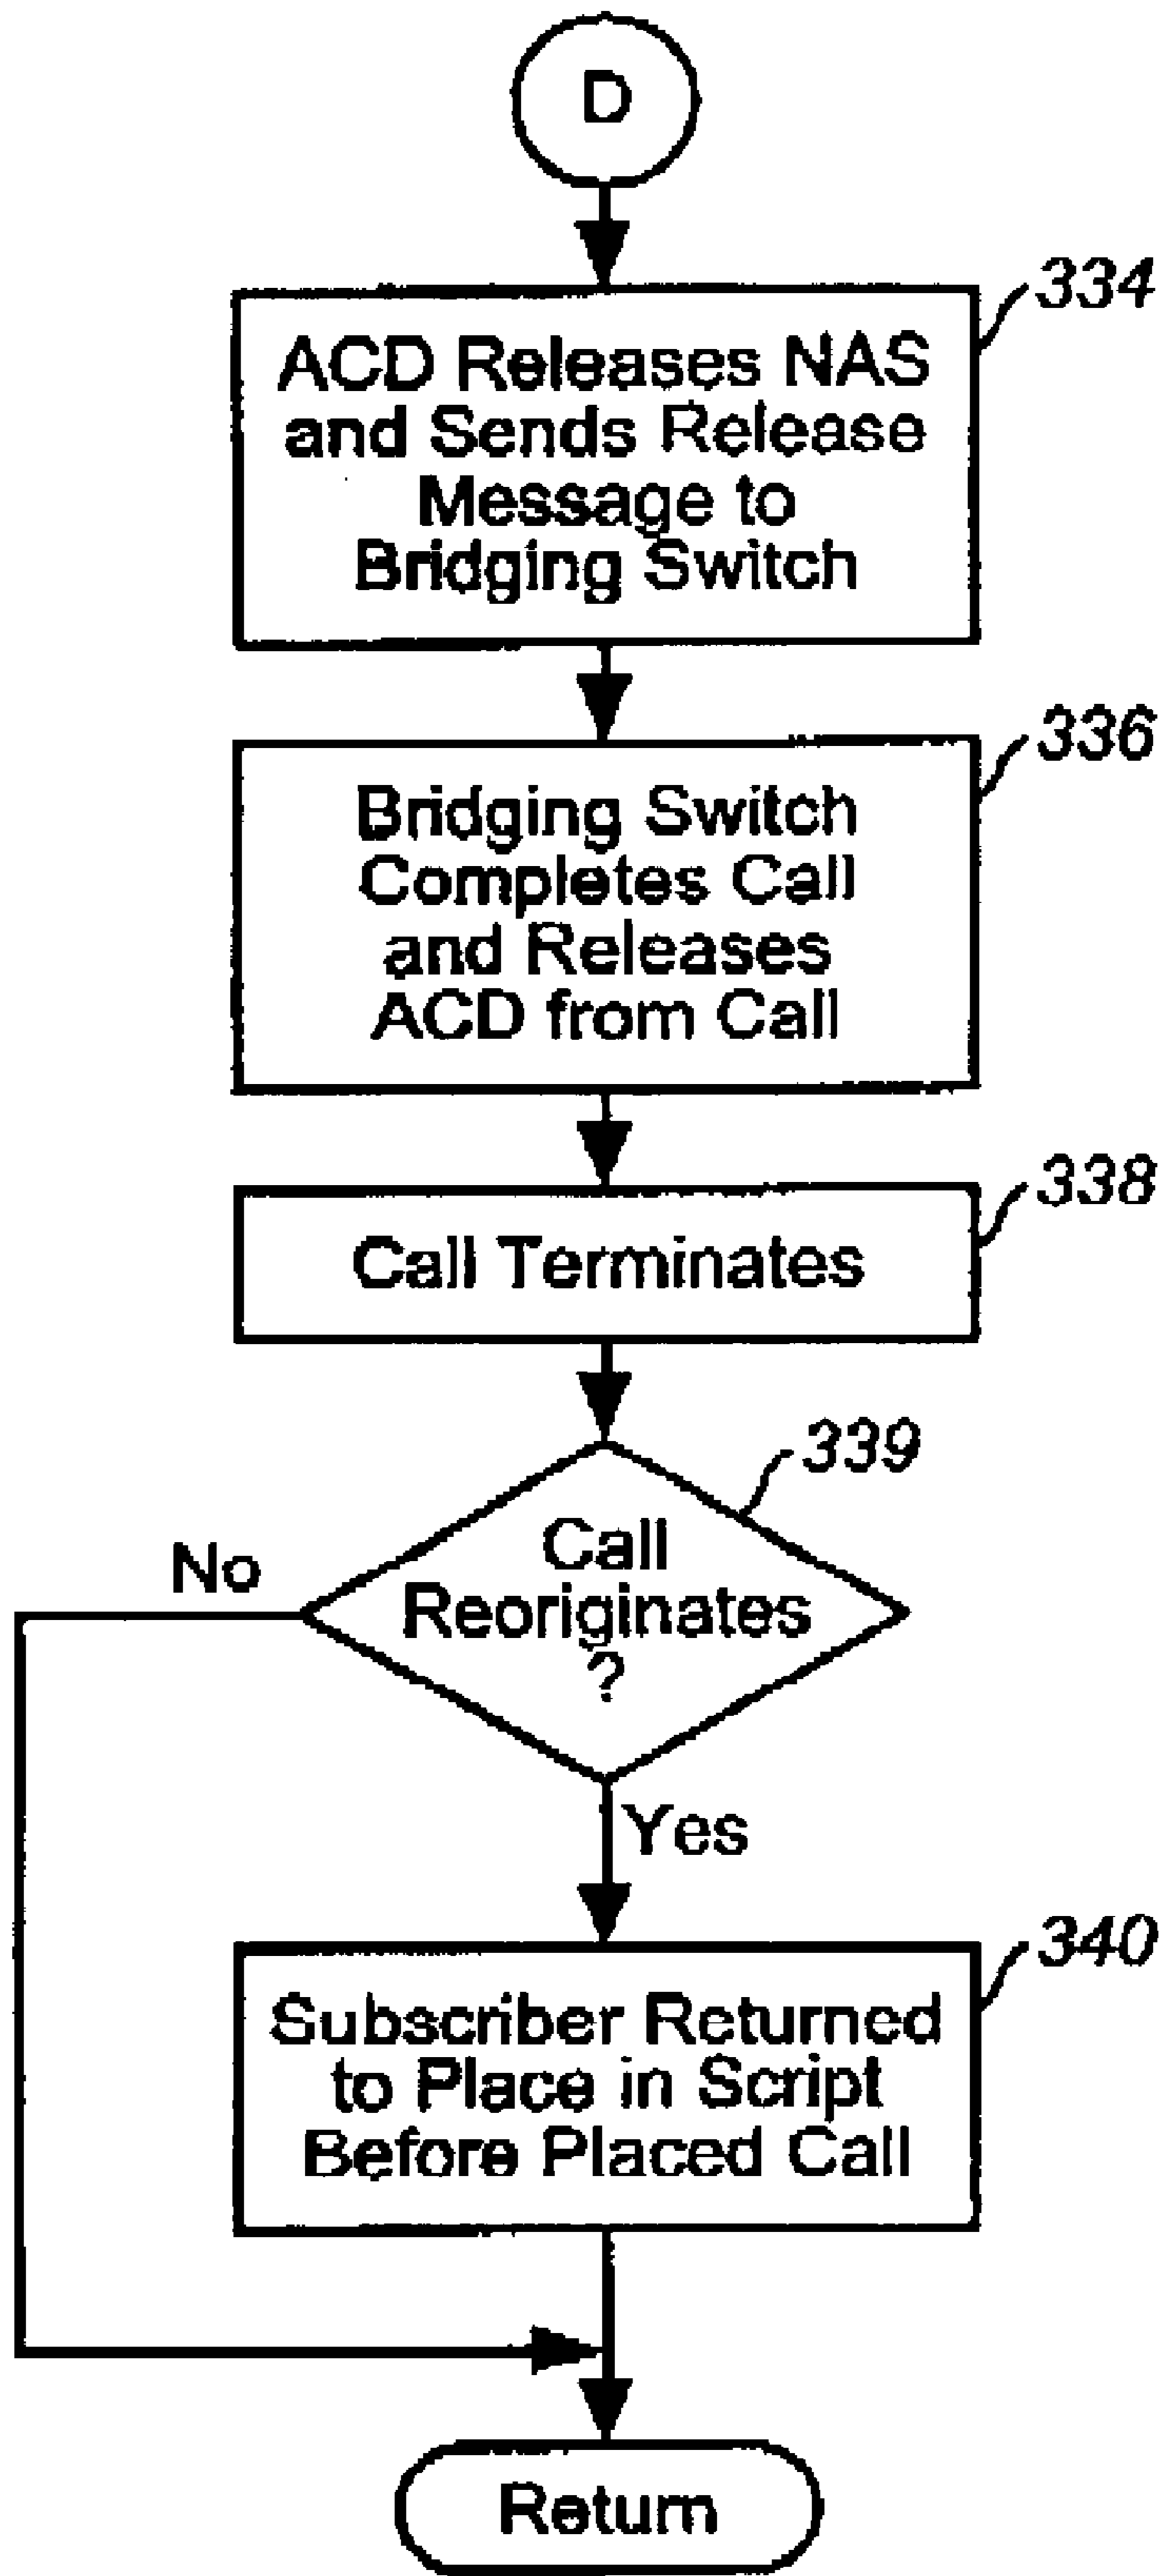 D
334
ACD Releases NAS
and Sends Release
Message to
Bridging Switch
336
Bridging Switch
Completes Call
and Releases
ACD from Call
338
Call Terminates
339
Call
Reoriginates
?
No
Yes
340
Subscriber Returned
to Place in Script
Before Placed Call
Return